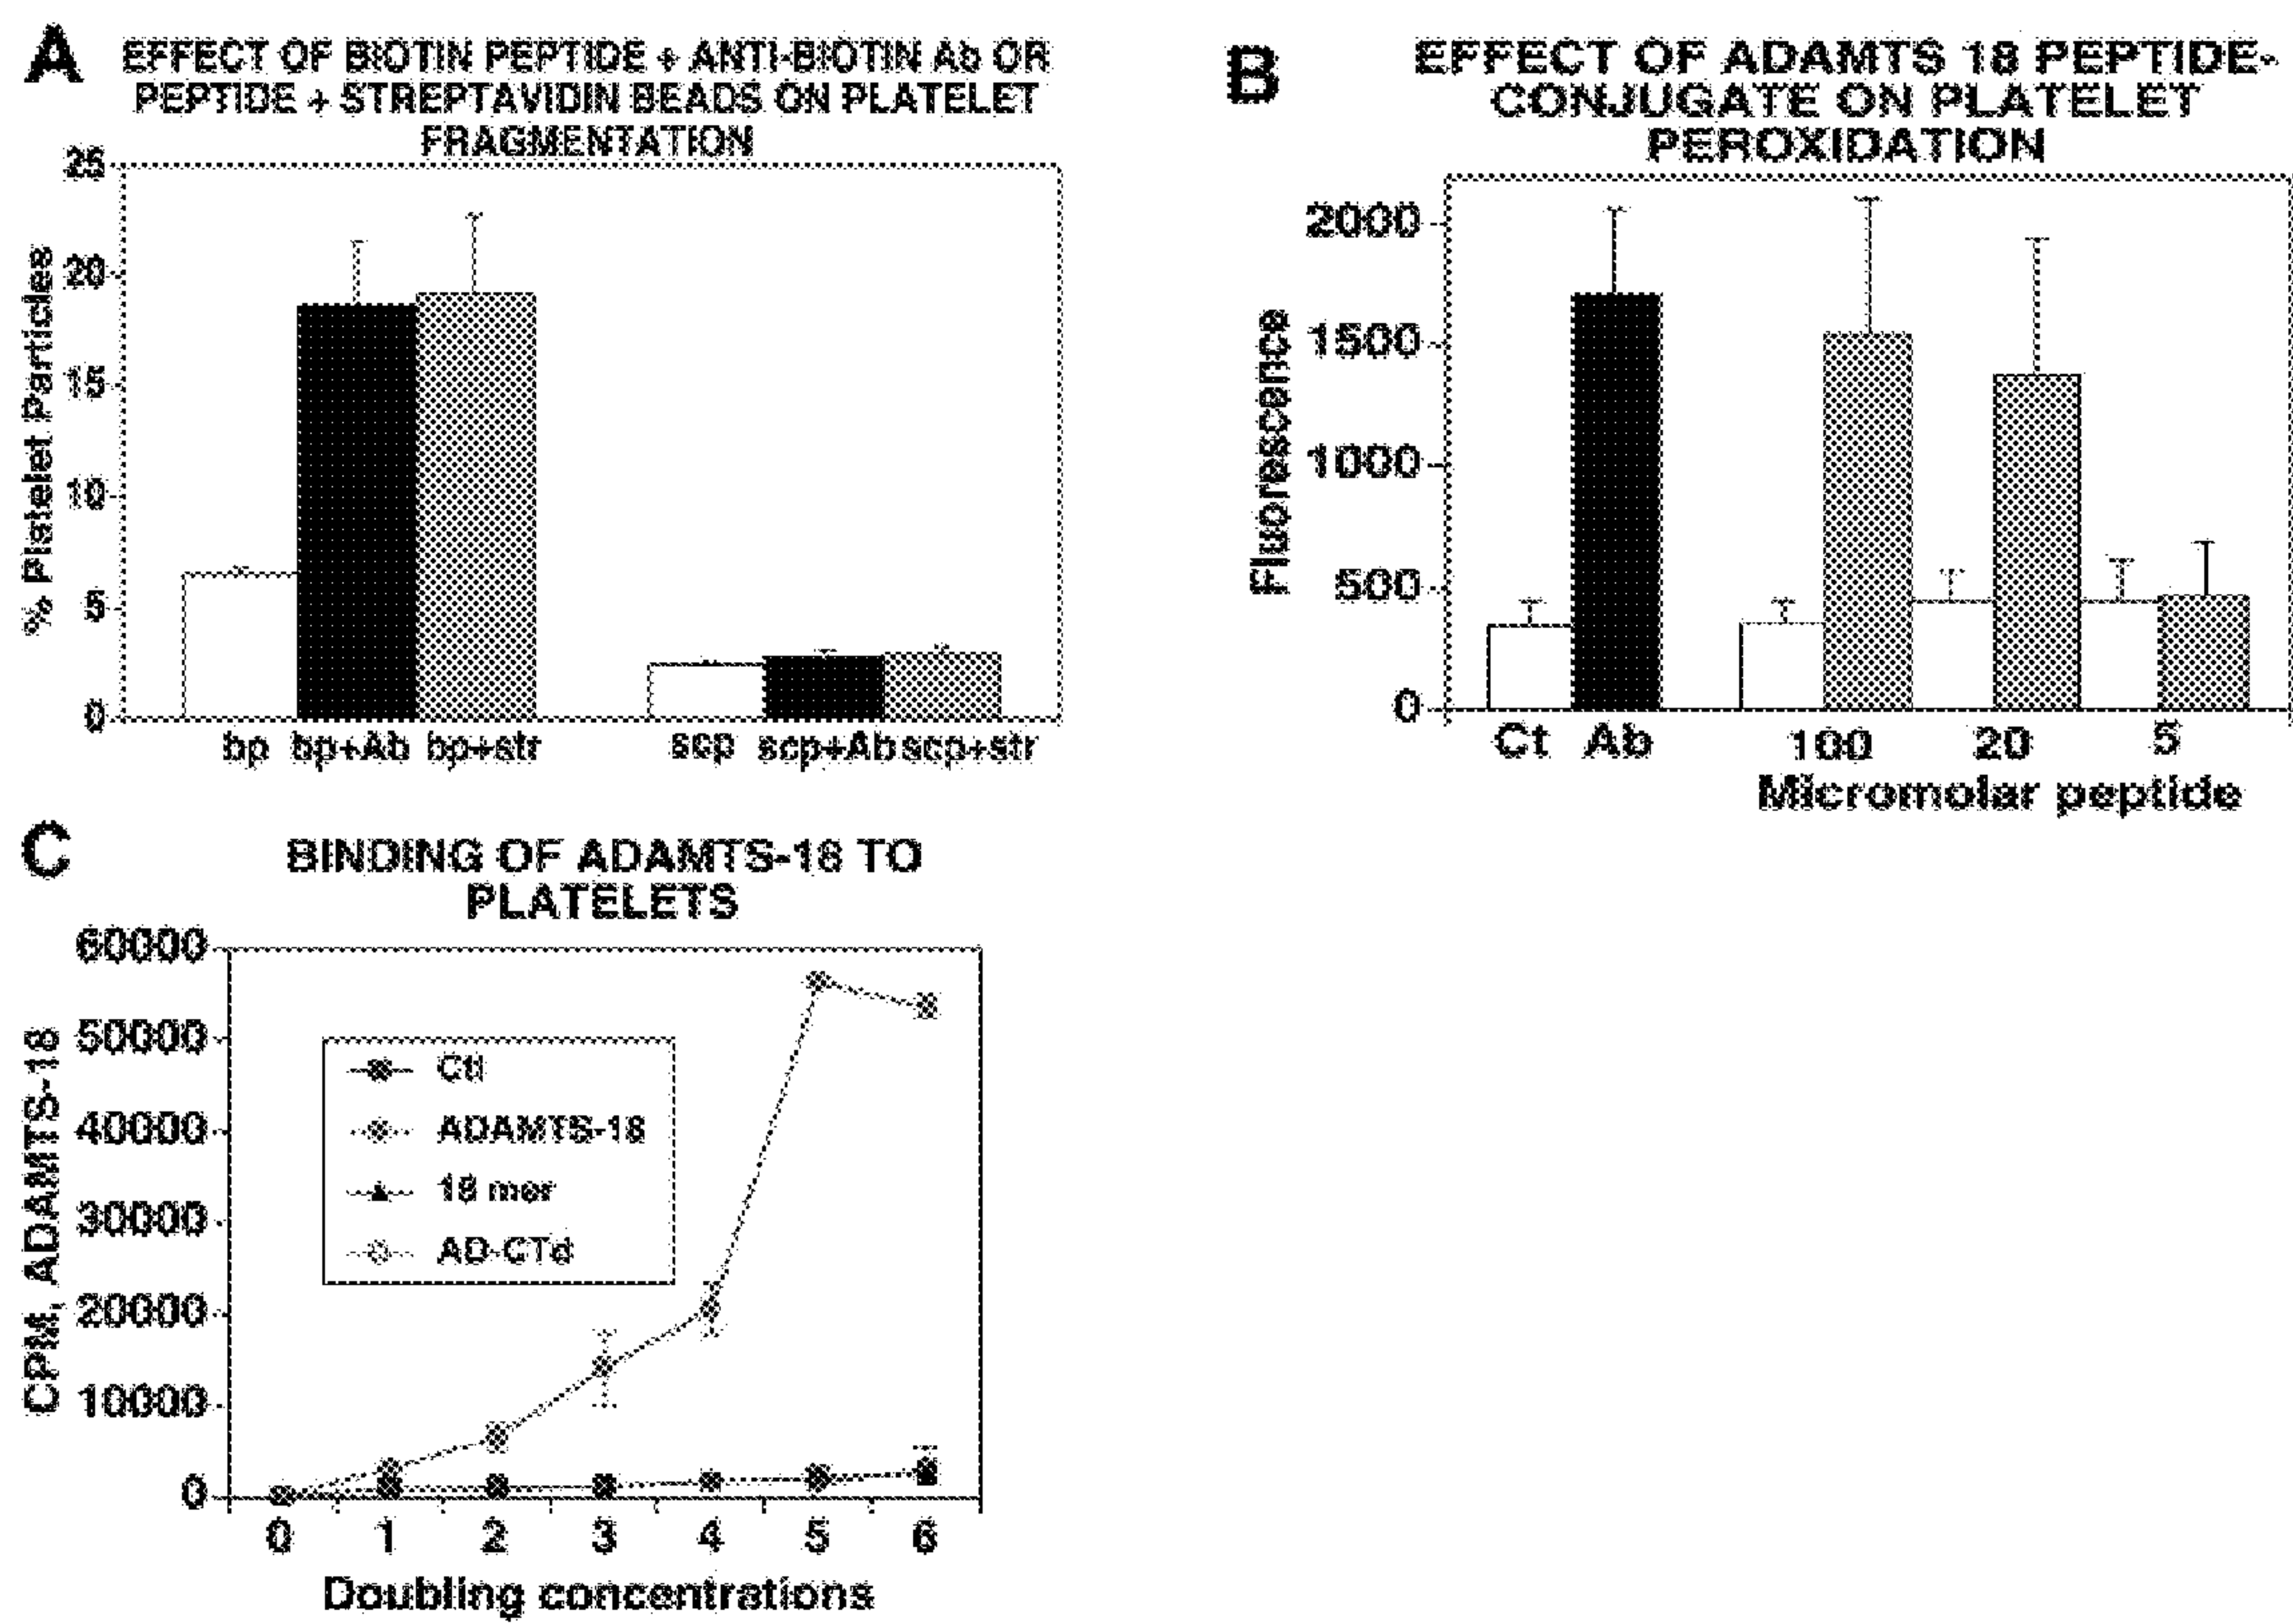 A
EFFECT OF BIOTIN PEPTIDE + ANTI-BIOTIN Ab OR
PEPTIDE + STREPTAVIDIN BEADS ON PLATELET
FRAGMENTATION
% Platelet Particles
25
20
15
10
5
0
bp bp+Ab bp+str scp scp+Ab scp+str
B
EFFECT OF ADAMTS 18 PEPTIDE-
CONJUGATE ON PLATELET
PEROXIDATION
Fluorescence
2000
1500
1000
500
0
Ct Ab 100 20 5
Micromolar peptide
C
BINDING OF ADAMTS-18 TO
PLATELETS
CPM, ADAMTS-18
60000
50000
40000
30000
20000
10000
0
Ctl
ADAMTS-18
18 mer
AD-CTd
0 1 2 3 4 5 6
Doubling concentrations